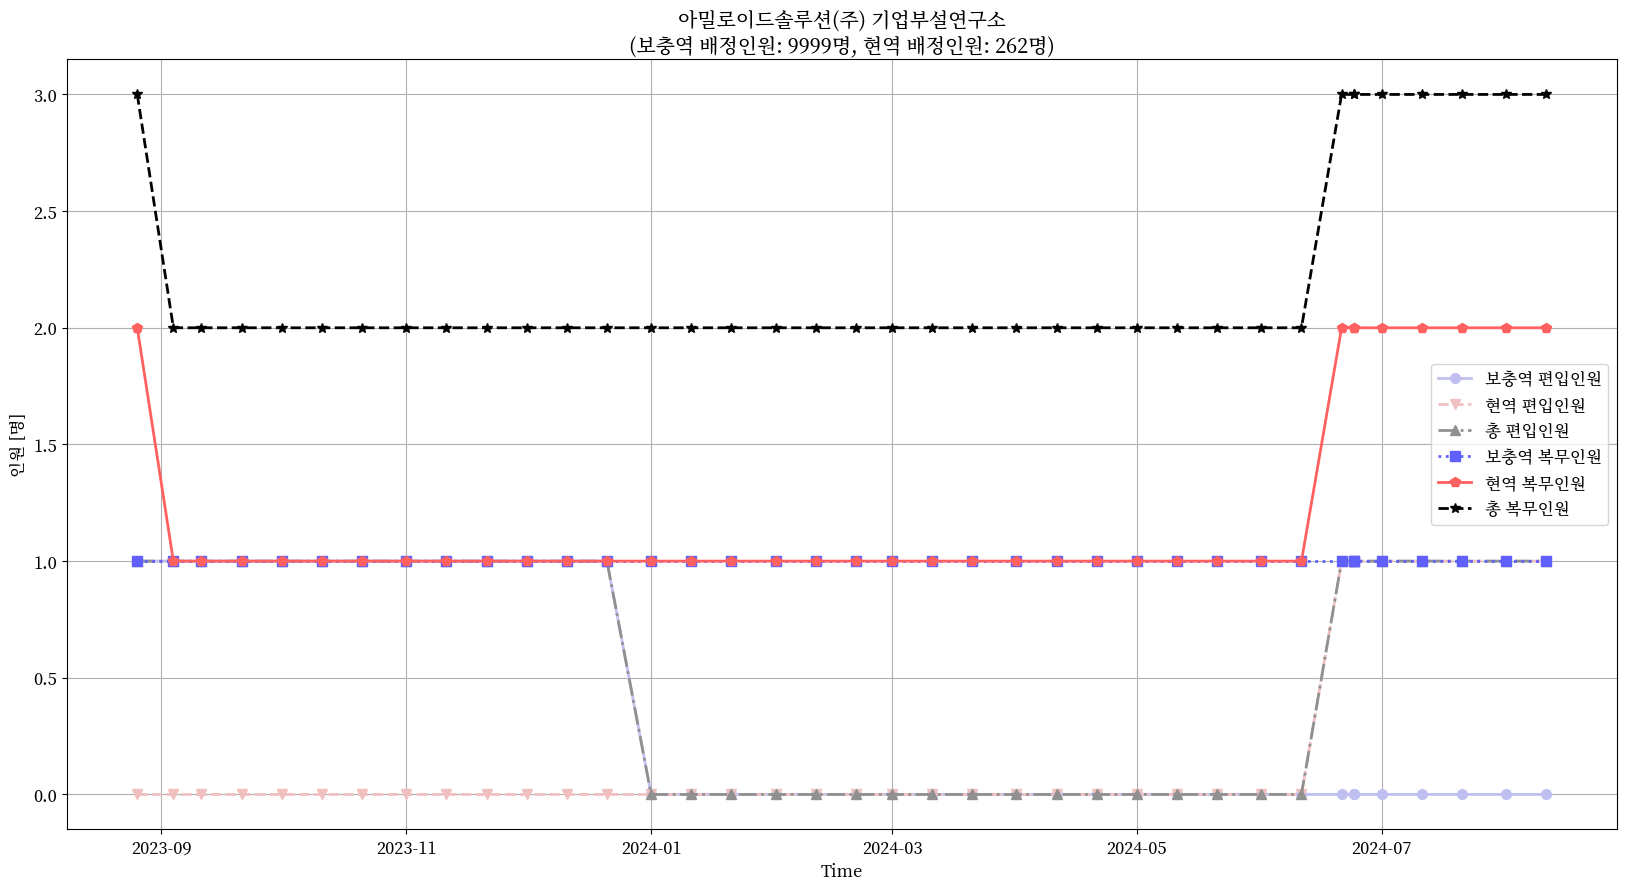 아밀로이드솔루션(주) 기업부설연구소
(보충역 배정인원: 9999명, 현역 배정인원: 262명)
인원 [명]
3.0
2.5
2.0
1.5
1.0
0.5
0.0
보충역 편입인원
현역 편입인원
총 편입인원
보충역 복무인원
현역 복무인원
총 복무인원
2023-09
2023-11
2024-01
2024-03
2024-05
2024-07
Time